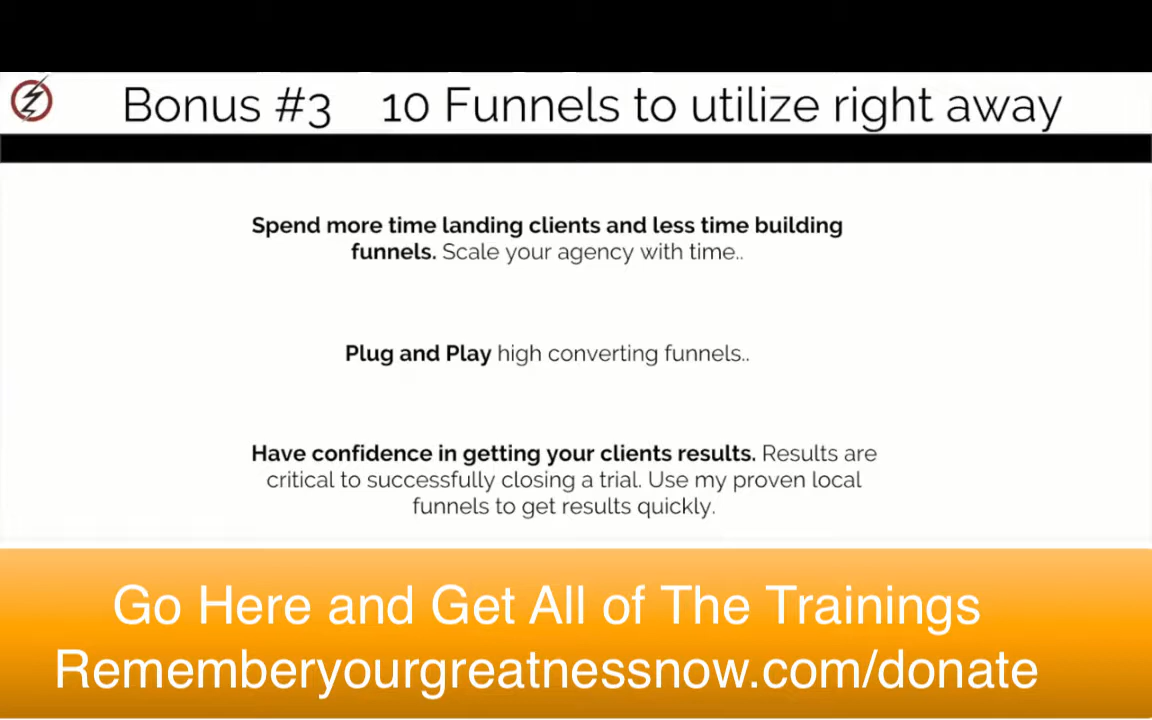 Bonus #3 10 Funnels to utilize right away
Spend more time landing clients and less time building
funnels. Scale your agency with time..
Plug and Play high converting funnels..
Have confidence in getting your clients results. Results are
critical to successfully closing a trial. Use my proven local
funnels to get results quickly.
Go Here and Get All of The Trainings
Rememberyourgreatnessnow.com/donate